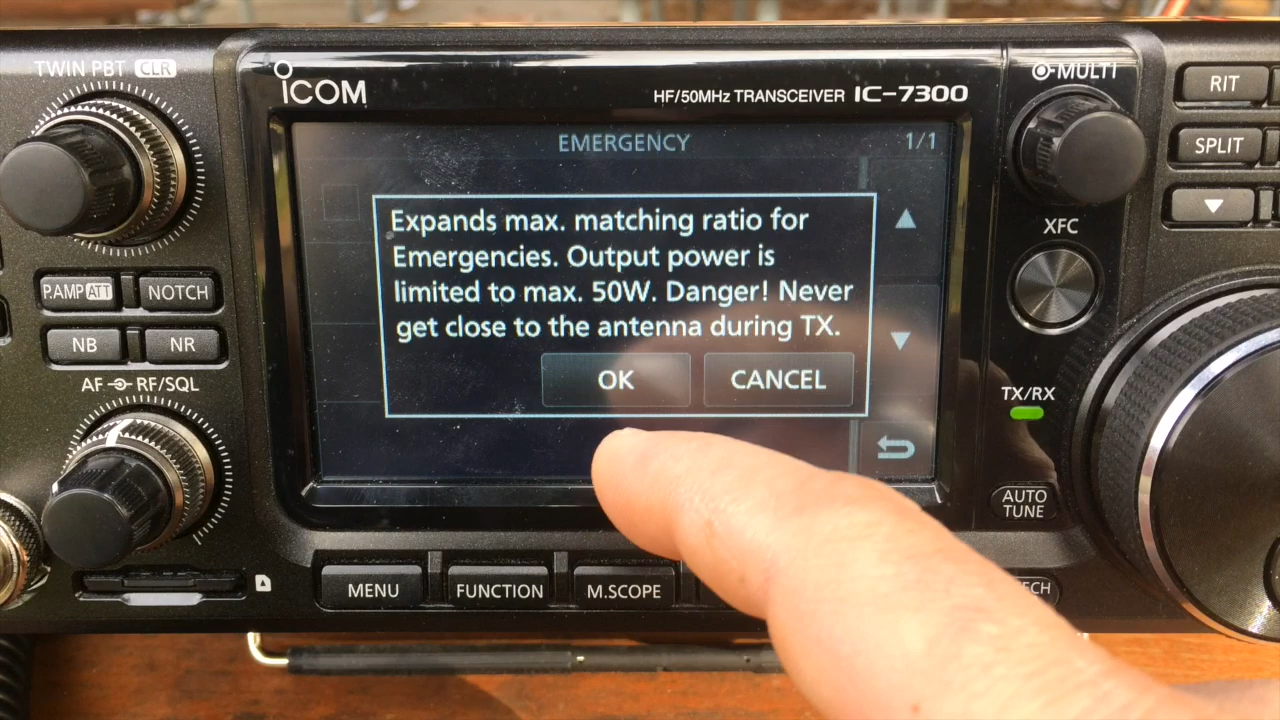 TWIN PBT CLR
ICOM
HF/50MHz TRANSCEIVER IC-7300
MULTI
RIT
SPLIT
EMERGENCY 1/1
Expands max. matching ratio for
Emergencies. Output power is
limited to max. 50W. Danger! Never
get close to the antenna during TX.
OK CANCEL
XFC
P.AMP ATT NOTCH
NB NR
AF RF/SQL
TX/RX
AUTO
TUNE
MENU FUNCTION M.SCOPE